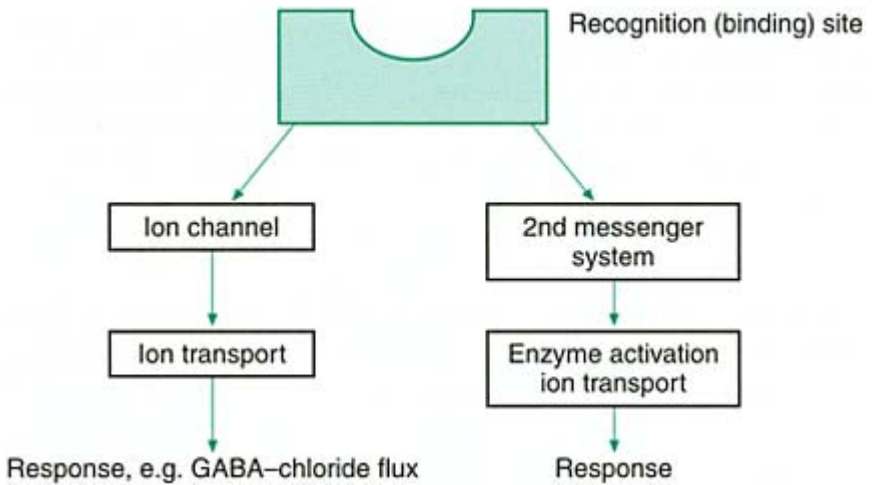 Recognition (binding) site
Ion channel
2nd messenger
system
Ion transport
Enzyme activation
ion transport
Response, e.g. GABA–chloride flux
Response